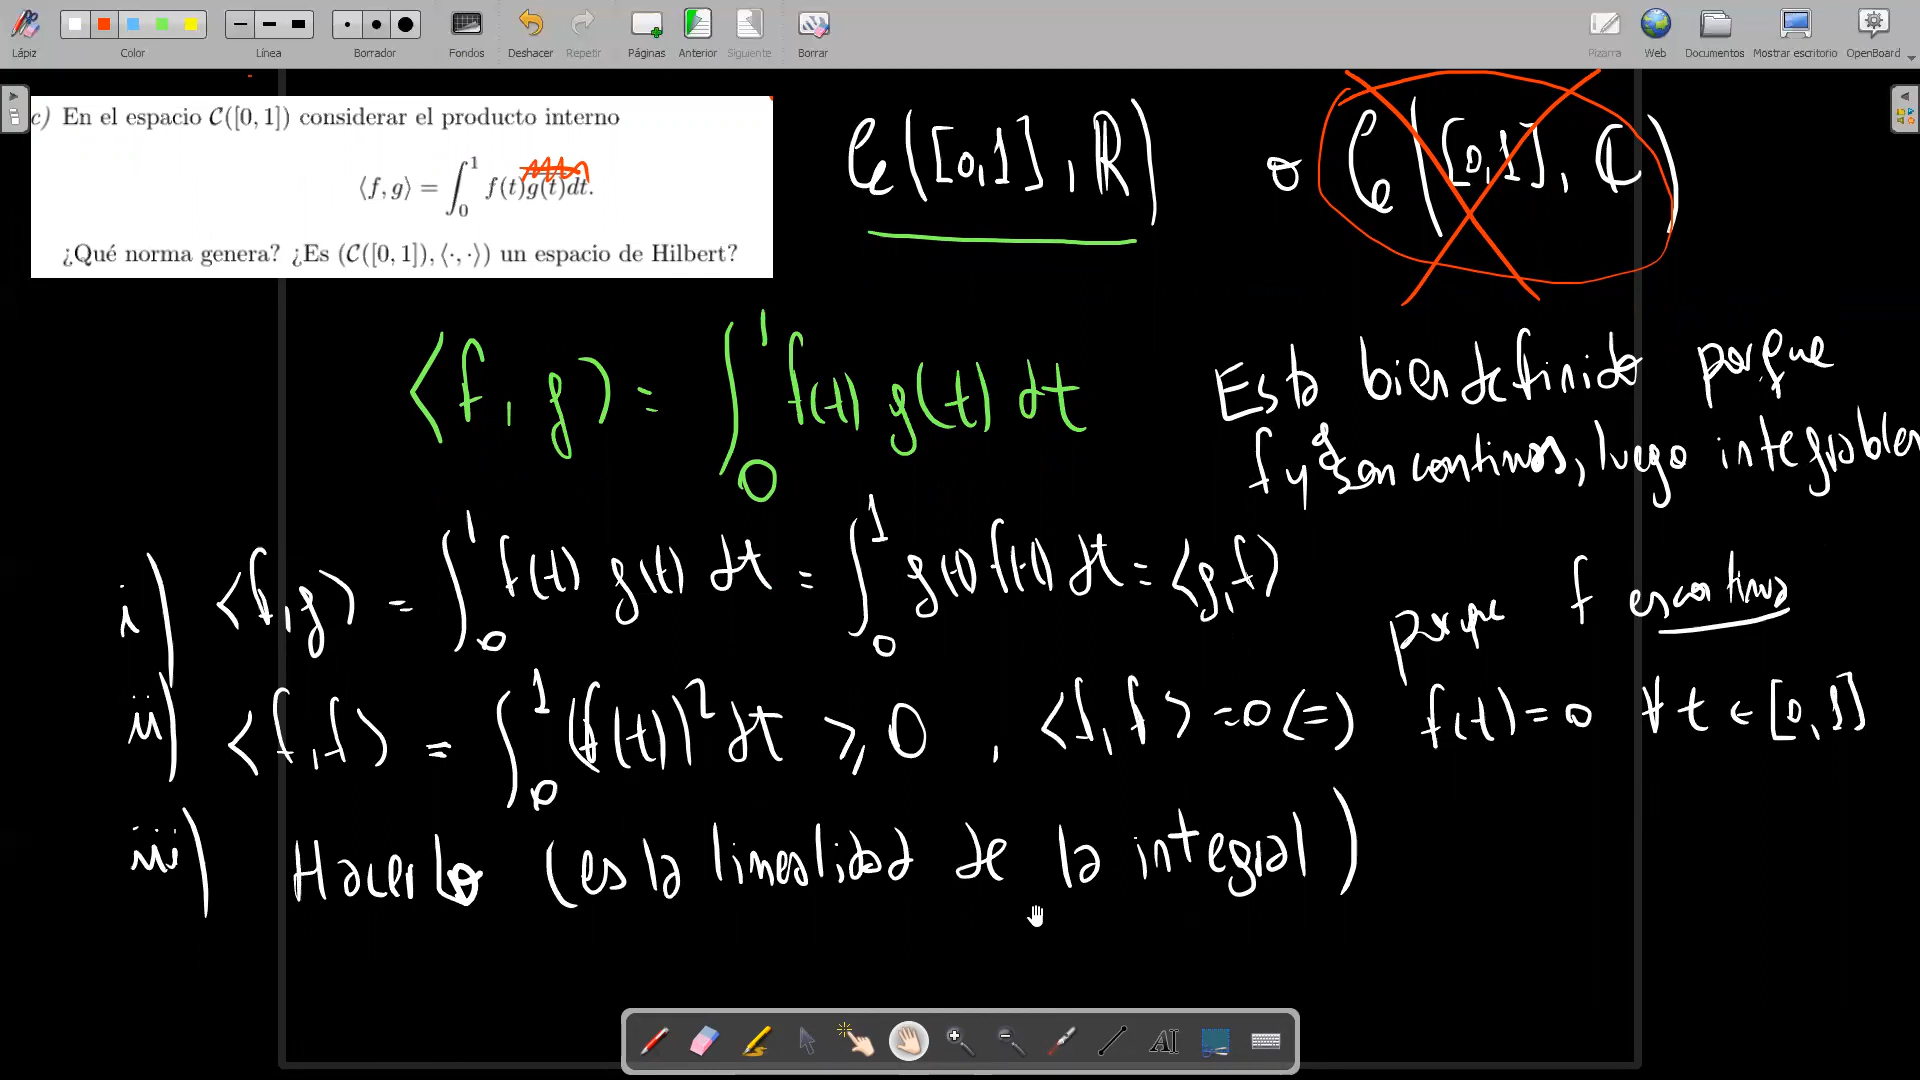 Lápiz Color Línea Borrador Fondos Deshacer Repetir Páginas Anterior Siguiente Borrar Pizarra Web Documentos Mostrar escritorio OpenBoard
c) En el espacio C([0, 1]) considerar el producto interno
⟨f, g⟩ = ∫₀¹ f(t)g(t)dt.
¿Qué norma genera? ¿Es (C([0, 1]), ⟨·, ·⟩) un espacio de Hilbert?
C([0,1], ℝ) o C([0,1], ℂ)
⟨f, g⟩ = ∫₀¹ f(t) g(t) dt
Esta bien definido porque
f y g son continuas, luego integrables
i) ⟨f,g⟩ = ∫₀¹ f(t) g(t) dt = ∫₀¹ g(t) f(t) dt = ⟨g,f⟩
porque f es continua
ii) ⟨f,f⟩ = ∫₀¹ (f(t))² dt ≥ 0 , ⟨f,f⟩ = 0 (=) f(t) = 0 ∀ t ∈ [0,1]
iii) Hacerlo (es la linealidad de la integral)